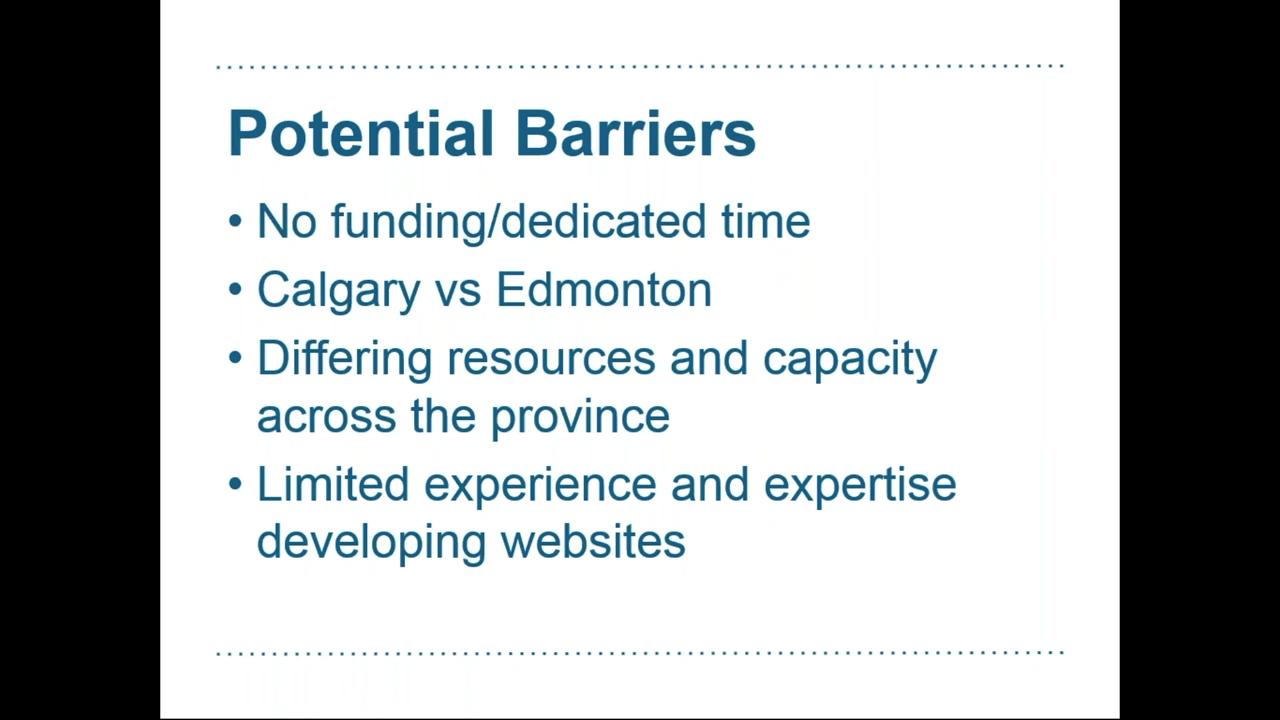 Potential Barriers
• No funding/dedicated time
• Calgary vs Edmonton
• Differing resources and capacity
across the province
• Limited experience and expertise
developing websites